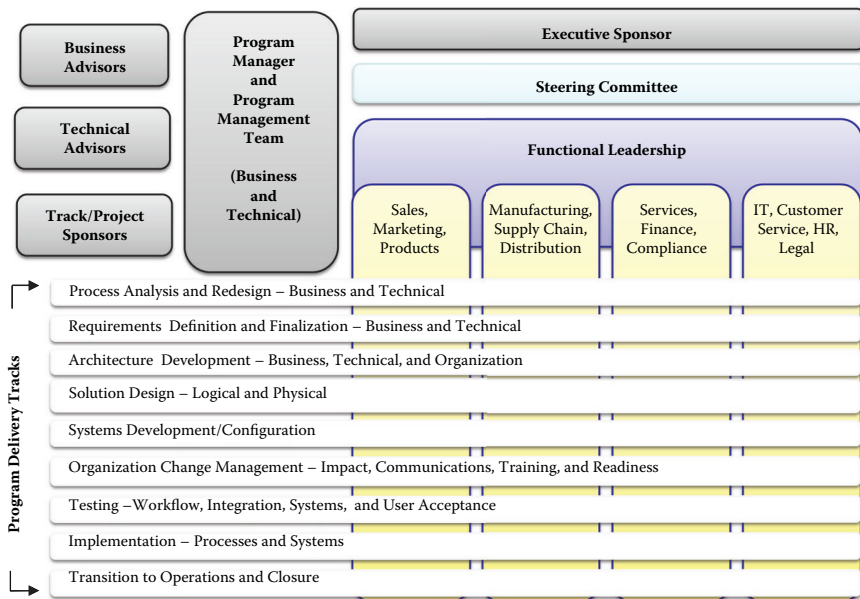 Business
Advisors
Technical
Advisors
Track/Project
Sponsors
Program
Manager
and
Program
Management
Team
(Business
and
Technical)
Executive Sponsor
Steering Committee
Functional Leadership
Sales,
Marketing,
Products
Manufacturing,
Supply Chain,
Distribution
Services,
Finance,
Compliance
IT, Customer
Service, HR,
Legal
Program Delivery Tracks
Process Analysis and Redesign – Business and Technical
Requirements Definition and Finalization – Business and Technical
Architecture Development – Business, Technical, and Organization
Solution Design – Logical and Physical
Systems Development/Configuration
Organization Change Management – Impact, Communications, Training, and Readiness
Testing –Workflow, Integration, Systems, and User Acceptance
Implementation – Processes and Systems
Transition to Operations and Closure